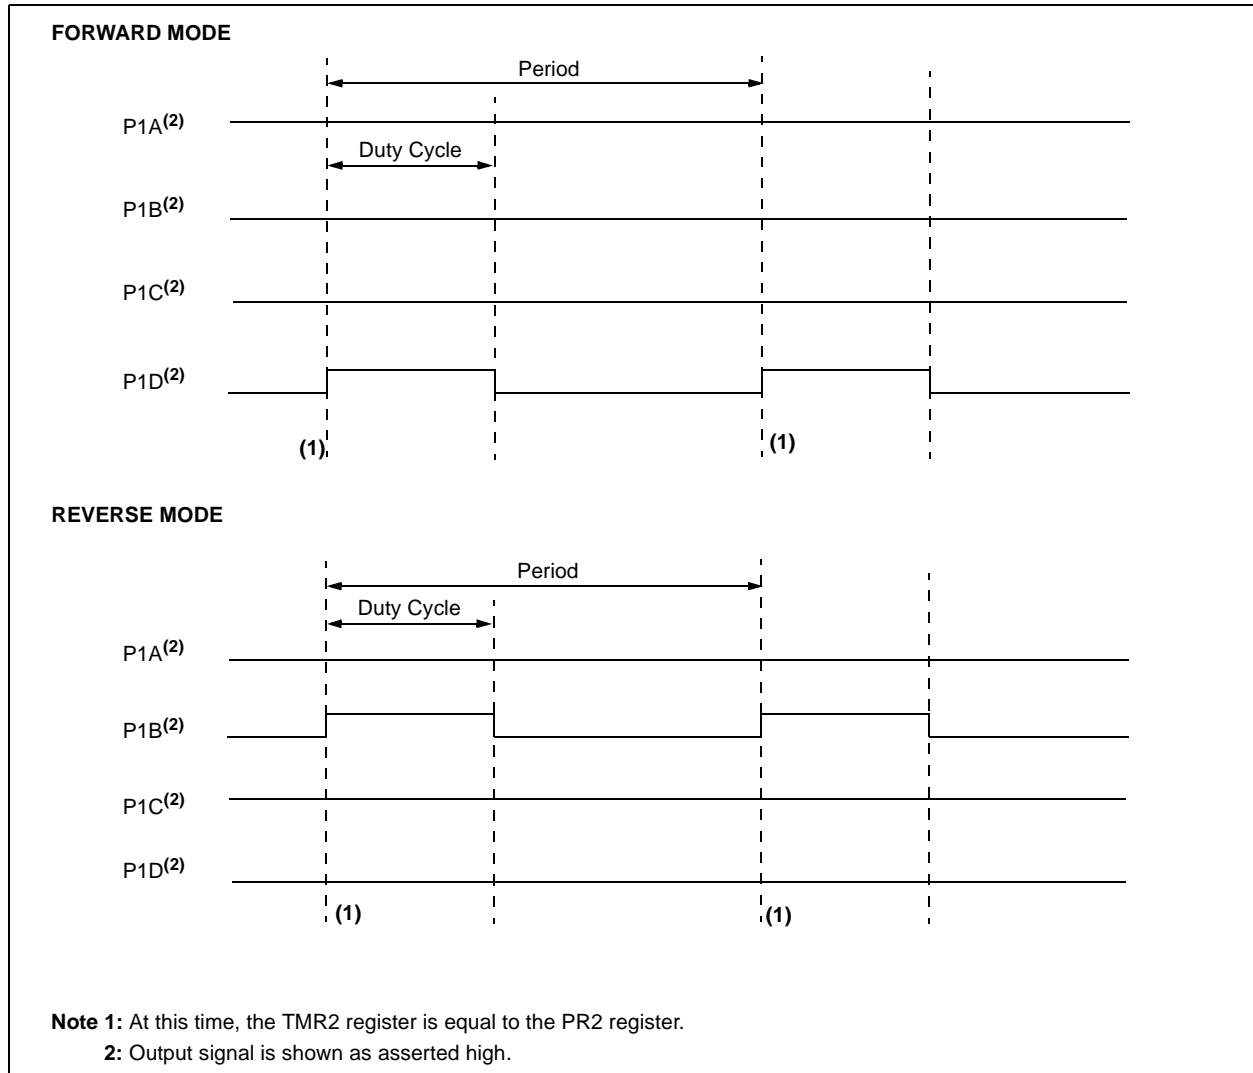 FORWARD MODE
Period
P1A(2)
Duty Cycle
P1B(2)
P1C(2)
P1D(2)
(1)
(1)
REVERSE MODE
Period
Duty Cycle
P1A(2)
P1B(2)
P1C(2)
P1D(2)
(1)
(1)
Note 1: At this time, the TMR2 register is equal to the PR2 register.
2: Output signal is shown as asserted high.